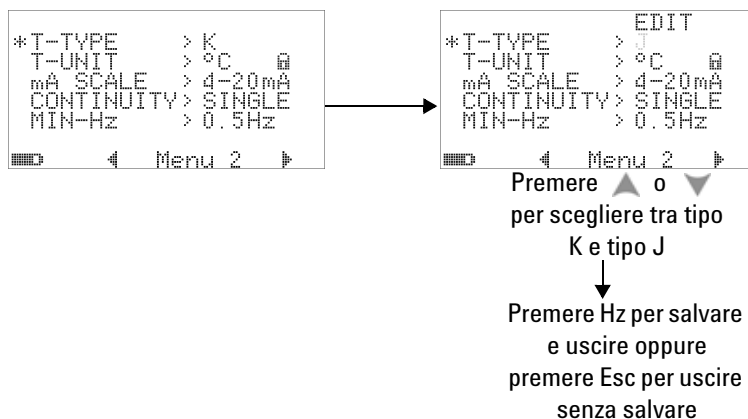 *T-TYPE > K
T-UNIT > °C
mA SCALE > 4-20mA
CONTINUITY> SINGLE
MIN-Hz > 0.5Hz
Menu 2
EDIT
*T-TYPE > J
T-UNIT > °C
mA SCALE > 4-20mA
CONTINUITY> SINGLE
MIN-Hz > 0.5Hz
Menu 2
Premere o
per scegliere tra tipo
K e tipo J
Premere Hz per salvare
e uscire oppure
premere Esc per uscire
senza salvare